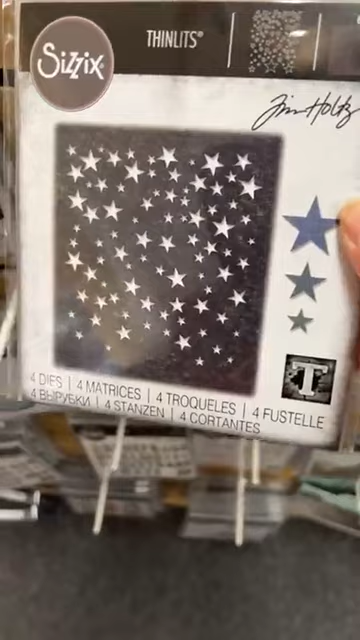 Sizzix
THINLITS®
Tim Holtz
T
4 DIES | 4 MATRICES | 4 TROQUELES | 4 FUSTELLE
4 ВЫРУБКИ | 4 STANZEN | 4 CORTANTES